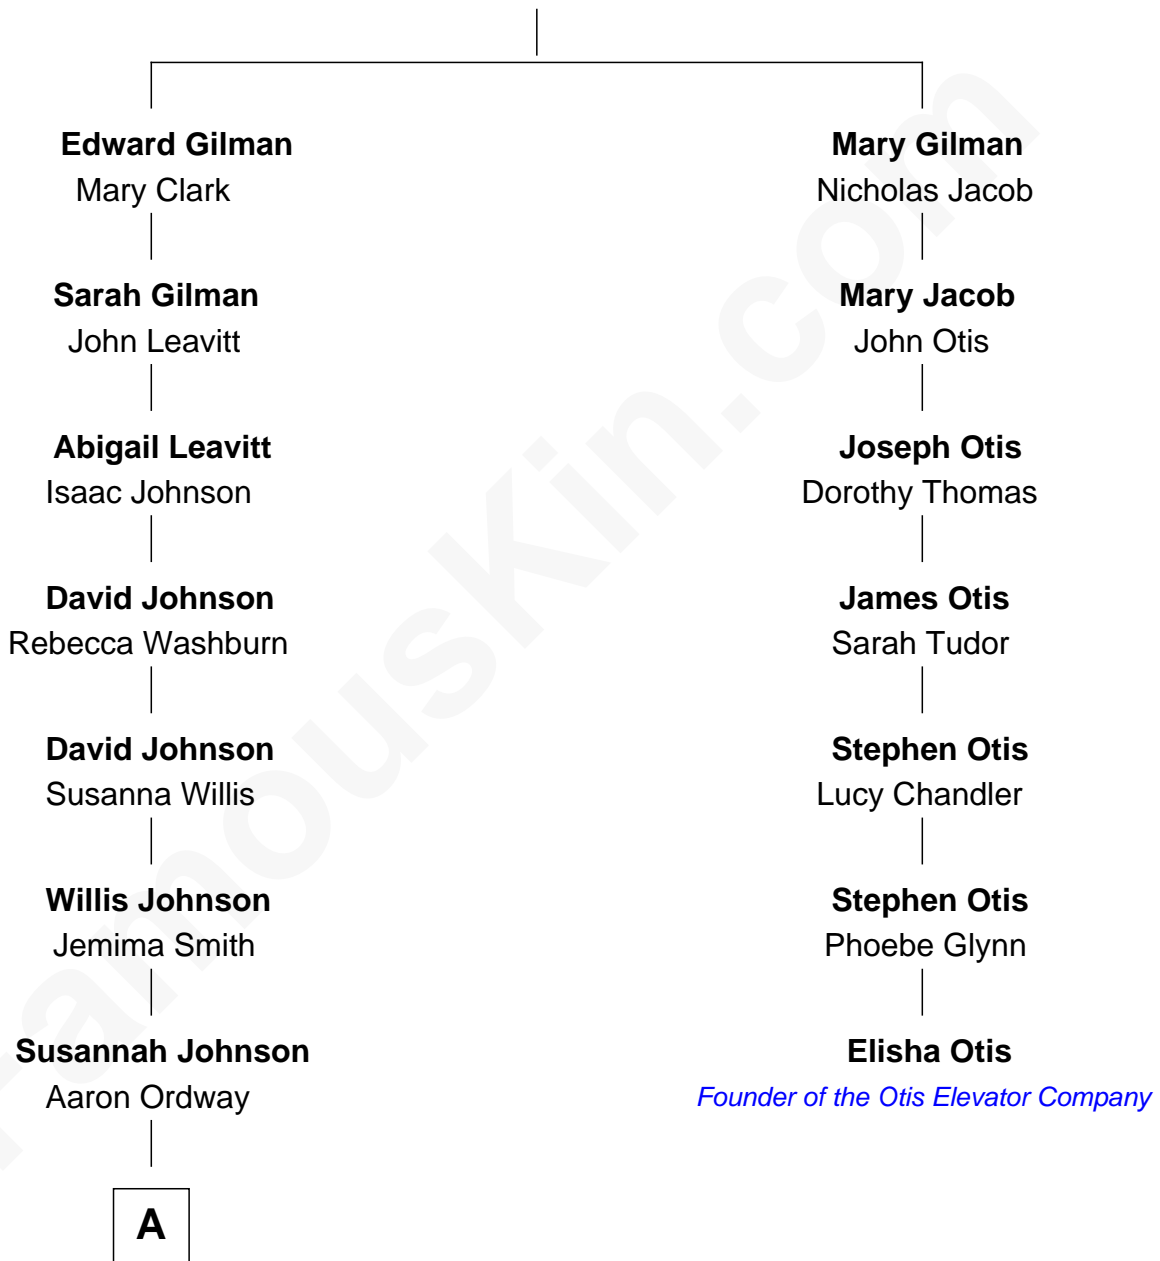 Edward Gilman
Mary Clark
Sarah Gilman
John Leavitt
Abigail Leavitt
Isaac Johnson
David Johnson
Rebecca Washburn
David Johnson
Susanna Willis
Willis Johnson
Jemima Smith
Susannah Johnson
Aaron Ordway
A
Mary Gilman
Nicholas Jacob
Mary Jacob
John Otis
Joseph Otis
Dorothy Thomas
James Otis
Sarah Tudor
Stephen Otis
Lucy Chandler
Stephen Otis
Phoebe Glynn
Elisha Otis
Founder of the Otis Elevator Company
FamousKin.com